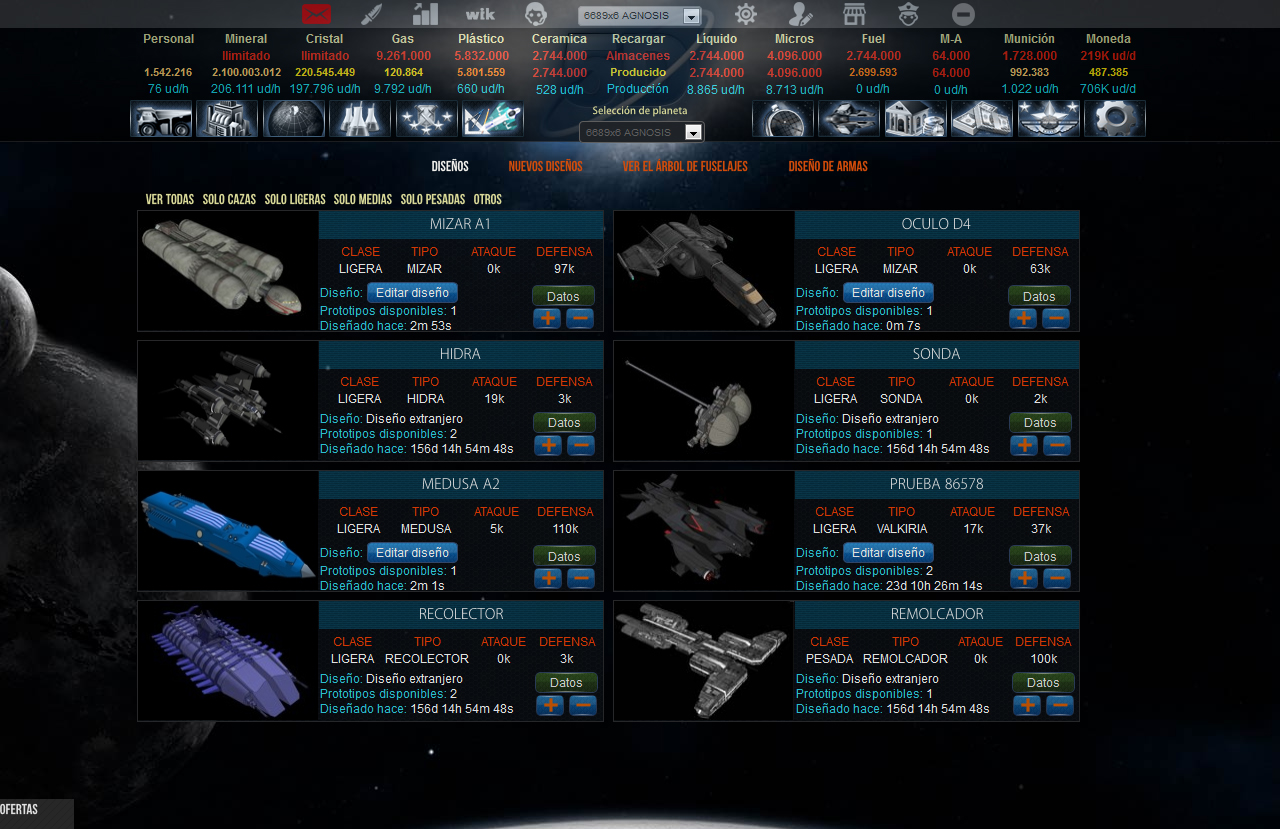 wik 6689x6 AGNOSIS
Personal Mineral Cristal Gas Plástico Ceramica Recargar Líquido Micros Fuel M-A Munición Moneda
Ilimitado Ilimitado 9.261.000 5.832.000 2.744.000 Almacenes 2.744.000 4.096.000 2.744.000 64.000 1.728.000 219K ud/d
1.542.216 2.100.003.012 220.545.449 120.864 5.801.559 2.744.000 Producido 2.744.000 4.096.000 2.699.593 64.000 992.383 487.385
76 ud/h 206.111 ud/h 197.796 ud/h 9.792 ud/h 660 ud/h 528 ud/h Producción 8.865 ud/h 8.713 ud/h 0 ud/h 0 ud/h 1.022 ud/h 706K ud/d
Selección de planeta
6689x6 AGNOSIS
DISEÑOS NUEVOS DISEÑOS VER EL ÁRBOL DE FUSELAJES DISEÑO DE ARMAS
VER TODAS SOLO CAZAS SOLO LIGERAS SOLO MEDIAS SOLO PESADAS OTROS
MIZAR A1
CLASE TIPO ATAQUE DEFENSA
LIGERA MIZAR 0k 97k
Diseño: Editar diseño Datos
Prototipos disponibles: 1
Diseñado hace: 2m 53s
OCULO D4
CLASE TIPO ATAQUE DEFENSA
LIGERA MIZAR 0k 63k
Diseño: Editar diseño Datos
Prototipos disponibles: 1
Diseñado hace: 0m 7s
HIDRA
CLASE TIPO ATAQUE DEFENSA
LIGERA HIDRA 19k 3k
Diseño: Diseño extranjero Datos
Prototipos disponibles: 2
Diseñado hace: 156d 14h 54m 48s
SONDA
CLASE TIPO ATAQUE DEFENSA
LIGERA SONDA 0k 2k
Diseño: Diseño extranjero Datos
Prototipos disponibles: 1
Diseñado hace: 156d 14h 54m 48s
MEDUSA A2
CLASE TIPO ATAQUE DEFENSA
LIGERA MEDUSA 5k 110k
Diseño: Editar diseño Datos
Prototipos disponibles: 1
Diseñado hace: 2m 1s
PRUEBA 86578
CLASE TIPO ATAQUE DEFENSA
LIGERA VALKIRIA 17k 37k
Diseño: Editar diseño Datos
Prototipos disponibles: 2
Diseñado hace: 23d 10h 26m 14s
RECOLECTOR
CLASE TIPO ATAQUE DEFENSA
LIGERA RECOLECTOR 0k 3k
Diseño: Diseño extranjero Datos
Prototipos disponibles: 2
Diseñado hace: 156d 14h 54m 48s
REMOLCADOR
CLASE TIPO ATAQUE DEFENSA
PESADA REMOLCADOR 0k 100k
Diseño: Diseño extranjero Datos
Prototipos disponibles: 1
Diseñado hace: 156d 14h 54m 48s
OFERTAS